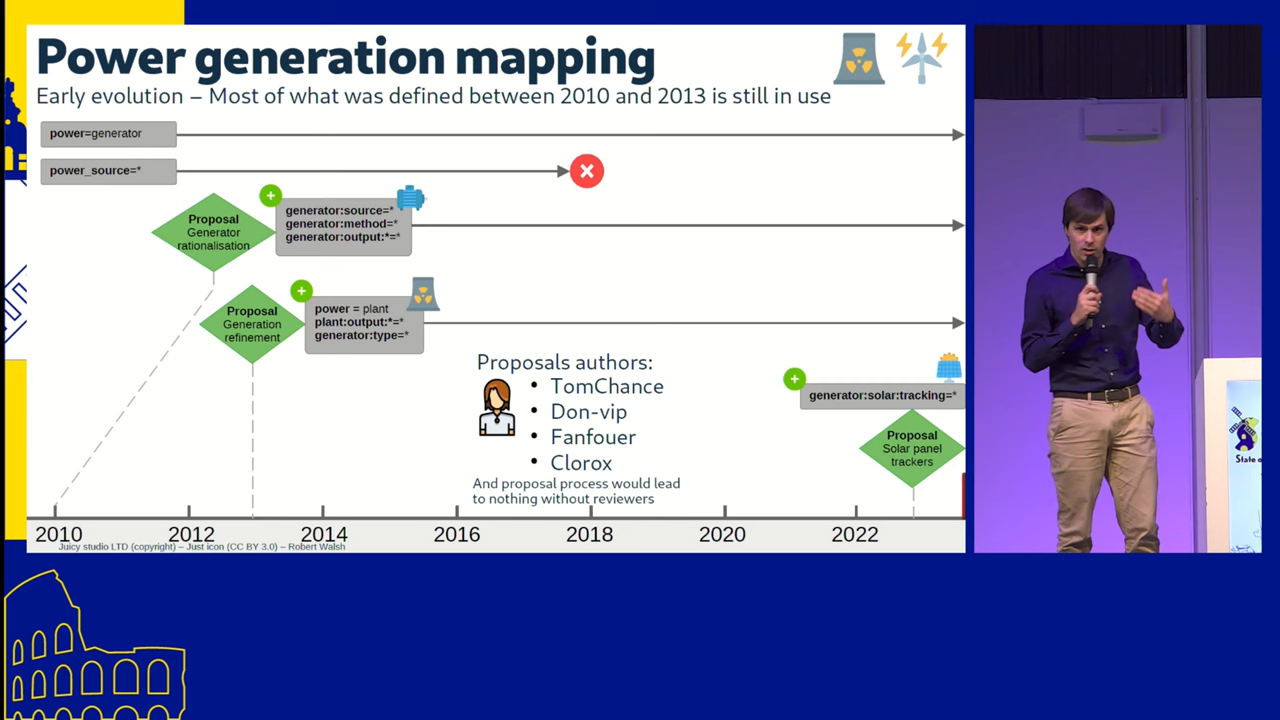 Power generation mapping
Early evolution – Most of what was defined between 2010 and 2013 is still in use
power=generator
power_source=*
Proposal
Generator
rationalisation
generator:source=*
generator:method=*
generator:output:*=*
Proposal
Generation
refinement
power = plant
plant:output:*=*
generator:type=*
Proposals authors:
• TomChance
• Don-vip
• Fanfouer
• Clorox
And proposal process would lead
to nothing without reviewers
generator:solar:tracking=*
Proposal
Solar panel
trackers
2010 2012 2014 2016 2018 2020 2022
Juicy studio LTD (copyright) – Just icon (CC BY 3.0) – Robert Walsh
State o